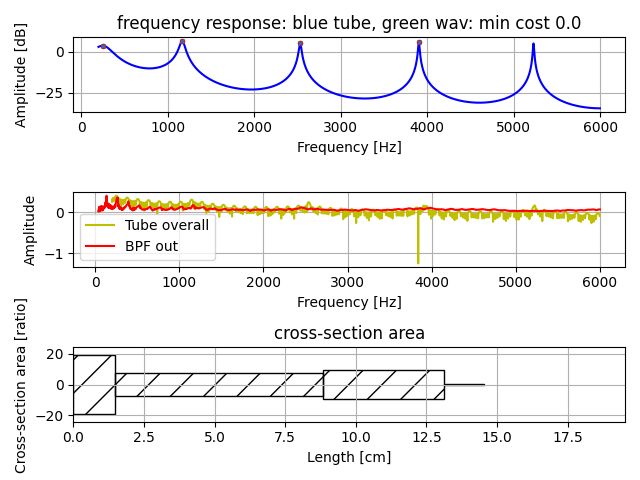 frequency response: blue tube, green wav: min cost 0.0
Amplitude [dB]
0
−25
0 1000 2000 3000 4000 5000 6000
Frequency [Hz]
Amplitude
0
−1
Tube overall
BPF out
0 1000 2000 3000 4000 5000 6000
Frequency [Hz]
cross-section area
Cross-section area [ratio]
20
0
−20
0.0 2.5 5.0 7.5 10.0 12.5 15.0 17.5
Length [cm]